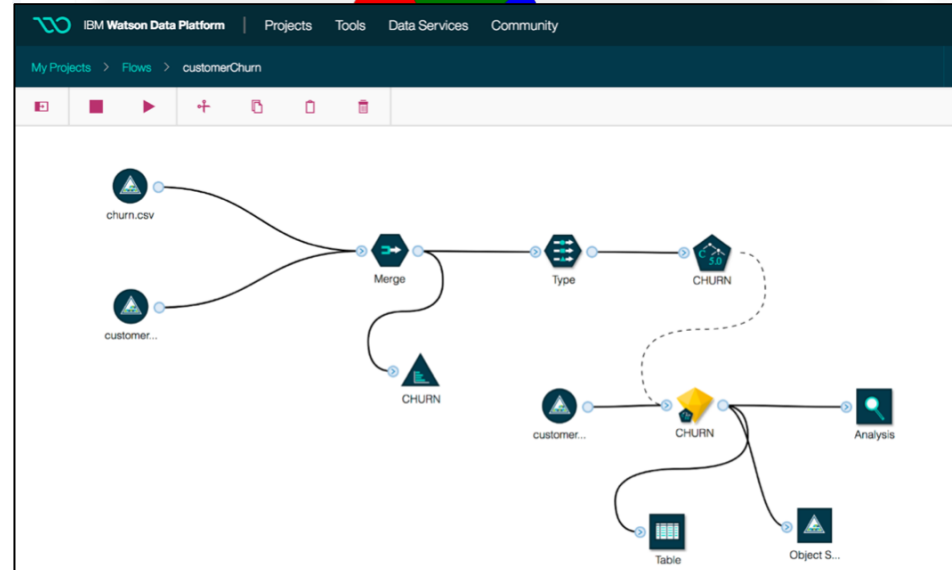 IBM Watson Data Platform | Projects Tools Data Services Community
My Projects > Flows > customerChurn
churn.csv
Merge
Type
C 5.0
CHURN
customer...
CHURN
customer...
CHURN
Analysis
Table
Object S...